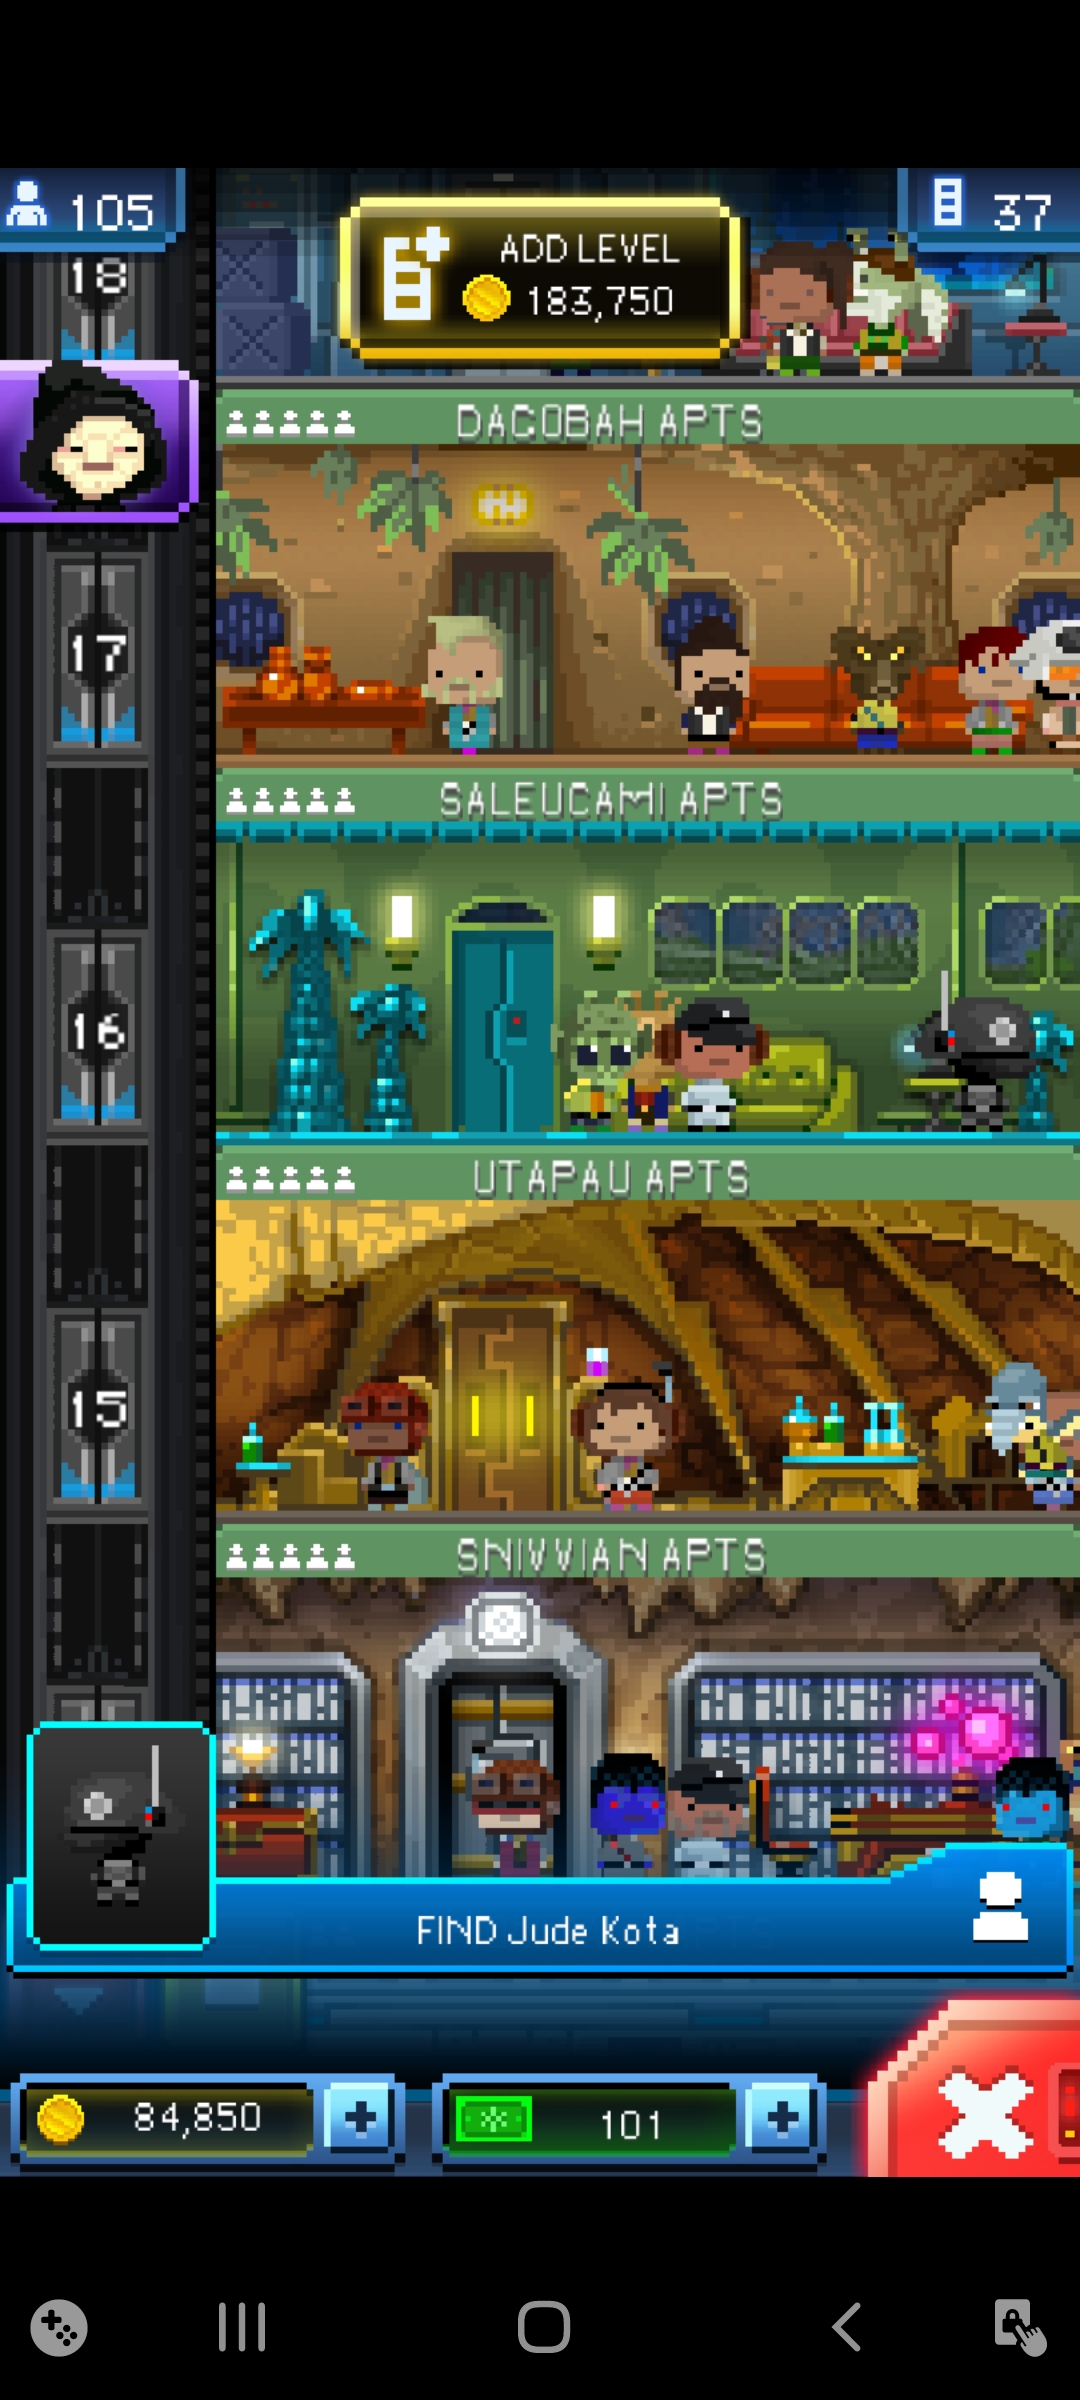 105
ADD LEVEL
183,750
37
18
DAGOBAH APTS
17
SALEUCAMI APTS
16
UTAPAU APTS
15
SNIVVIAN APTS
FIND Jude Kota
84,850
101